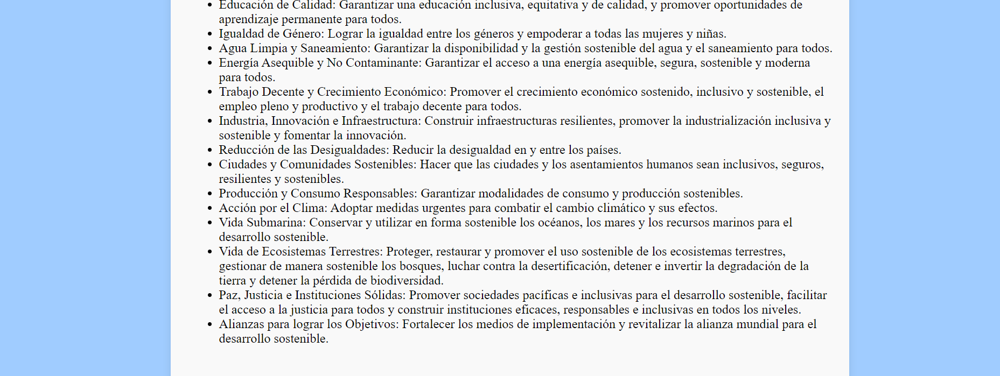 • Educación de Calidad: Garantizar una educación inclusiva, equitativa y de calidad, y promover oportunidades de
aprendizaje permanente para todos.
• Igualdad de Género: Lograr la igualdad entre los géneros y empoderar a todas las mujeres y niñas.
• Agua Limpia y Saneamiento: Garantizar la disponibilidad y la gestión sostenible del agua y el saneamiento para todos.
• Energía Asequible y No Contaminante: Garantizar el acceso a una energía asequible, segura, sostenible y moderna
para todos.
• Trabajo Decente y Crecimiento Económico: Promover el crecimiento económico sostenido, inclusivo y sostenible, el
empleo pleno y productivo y el trabajo decente para todos.
• Industria, Innovación e Infraestructura: Construir infraestructuras resilientes, promover la industrialización inclusiva y
sostenible y fomentar la innovación.
• Reducción de las Desigualdades: Reducir la desigualdad en y entre los países.
• Ciudades y Comunidades Sostenibles: Hacer que las ciudades y los asentamientos humanos sean inclusivos, seguros,
resilientes y sostenibles.
• Producción y Consumo Responsables: Garantizar modalidades de consumo y producción sostenibles.
• Acción por el Clima: Adoptar medidas urgentes para combatir el cambio climático y sus efectos.
• Vida Submarina: Conservar y utilizar en forma sostenible los océanos, los mares y los recursos marinos para el
desarrollo sostenible.
• Vida de Ecosistemas Terrestres: Proteger, restaurar y promover el uso sostenible de los ecosistemas terrestres,
gestionar de manera sostenible los bosques, luchar contra la desertificación, detener e invertir la degradación de la
tierra y detener la pérdida de biodiversidad.
• Paz, Justicia e Instituciones Sólidas: Promover sociedades pacíficas e inclusivas para el desarrollo sostenible, facilitar
el acceso a la justicia para todos y construir instituciones eficaces, responsables e inclusivas en todos los niveles.
• Alianzas para lograr los Objetivos: Fortalecer los medios de implementación y revitalizar la alianza mundial para el
desarrollo sostenible.